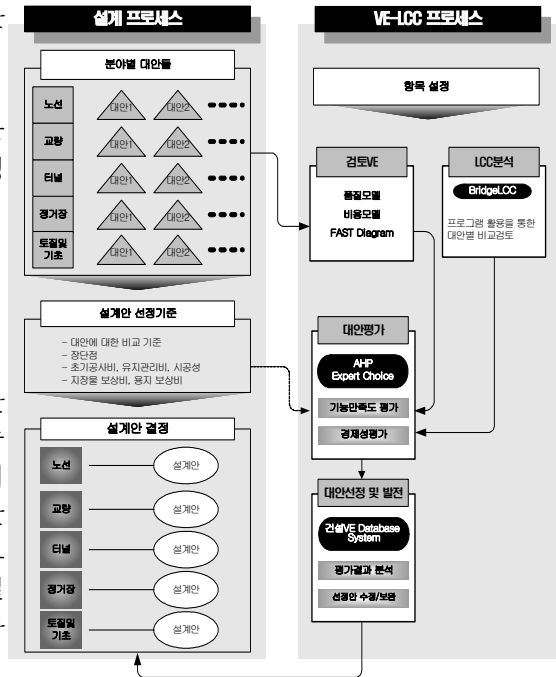 설계 프로세스
분야별 대안들
노선 대안1 대안2
교량 대안1 대안2
터널 대안1 대안2
정거장 대안1 대안2
토질및
기초 대안1 대안2
설계안 선정기준
- 대안에 대한 비교 기준
- 장단점
- 초기공사비, 유지관리비, 시공성
- 지장물 보상비, 용지 보상비
설계안 결정
노선 설계안
교량 설계안
터널 설계안
정거장 설계안
토질및
기초 설계안
VE-LCC 프로세스
항목 설정
검토VE
품질모델
비용모델
FAST Diagram
LCC분석
BridgeLCC
프로그램 활용을 통한
대안별 비교검토
대안평가
AHP
Expert Choice
기능만족도 평가
경제성평가
대안선정 및 발전
건설VE Database
System
평가결과 분석
선정안 수정/보완